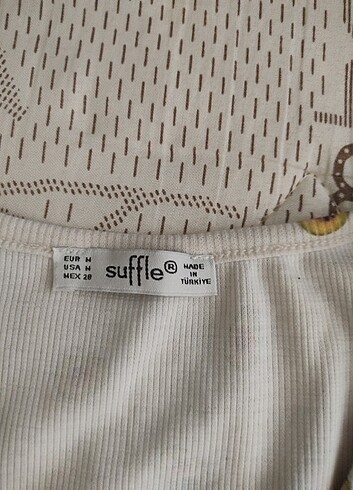 EUR M
USA M
MEX 28
suffle®
MADE
IN
TÜRKİYE